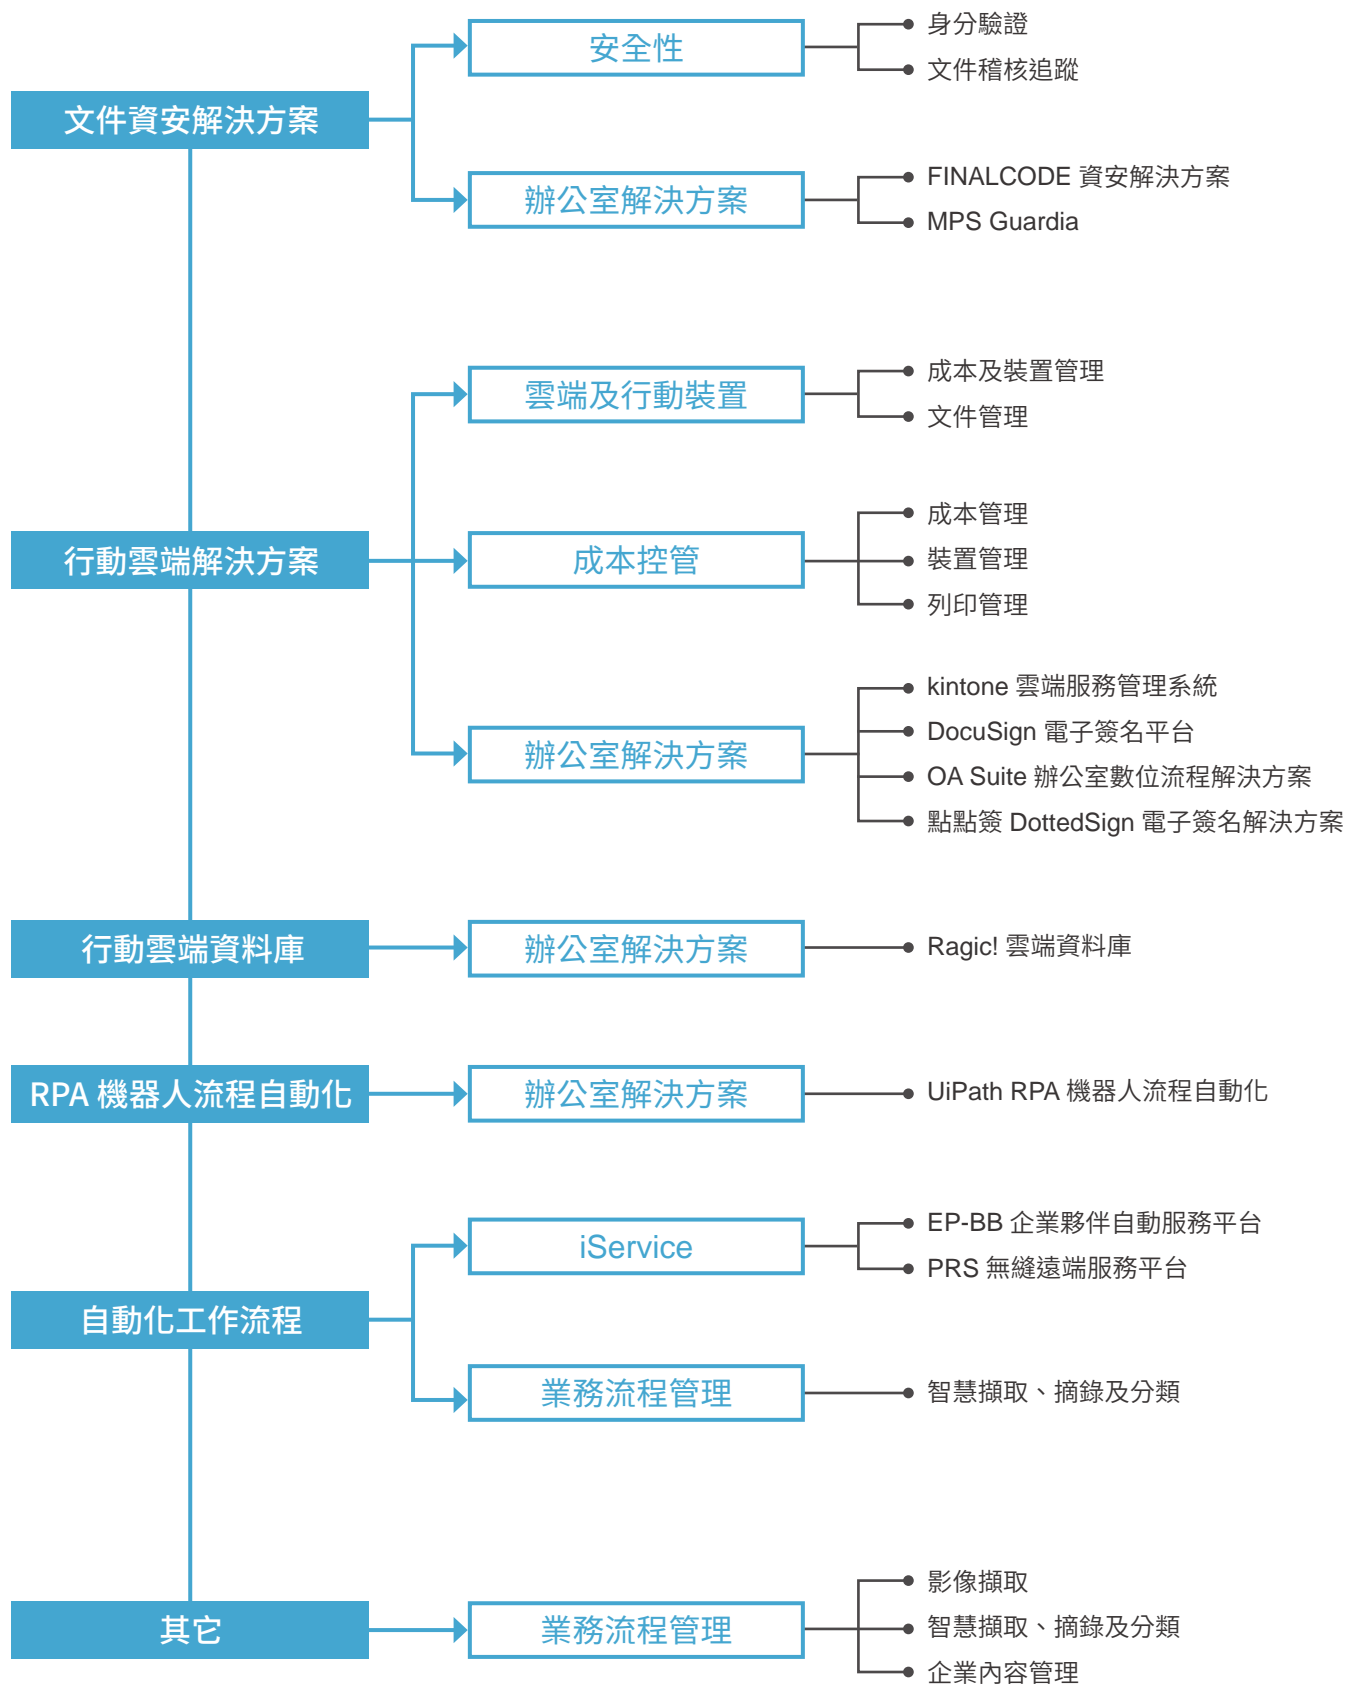 文件資安解決方案
安全性
身分驗證
文件稽核追蹤
辦公室解決方案
FINALCODE 資安解決方案
MPS Guardia
行動雲端解決方案
雲端及行動裝置
成本及裝置管理
文件管理
成本控管
成本管理
裝置管理
列印管理
辦公室解決方案
kintone 雲端服務管理系統
DocuSign 電子簽名平台
OA Suite 辦公室數位流程解決方案
點點簽 DottedSign 電子簽名解決方案
行動雲端資料庫
辦公室解決方案
Ragic! 雲端資料庫
RPA 機器人流程自動化
辦公室解決方案
UiPath RPA 機器人流程自動化
自動化工作流程
iService
EP-BB 企業夥伴自動服務平台
PRS 無縫遠端服務平台
業務流程管理
智慧擷取、摘錄及分類
其它
業務流程管理
影像擷取
智慧擷取、摘錄及分類
企業內容管理